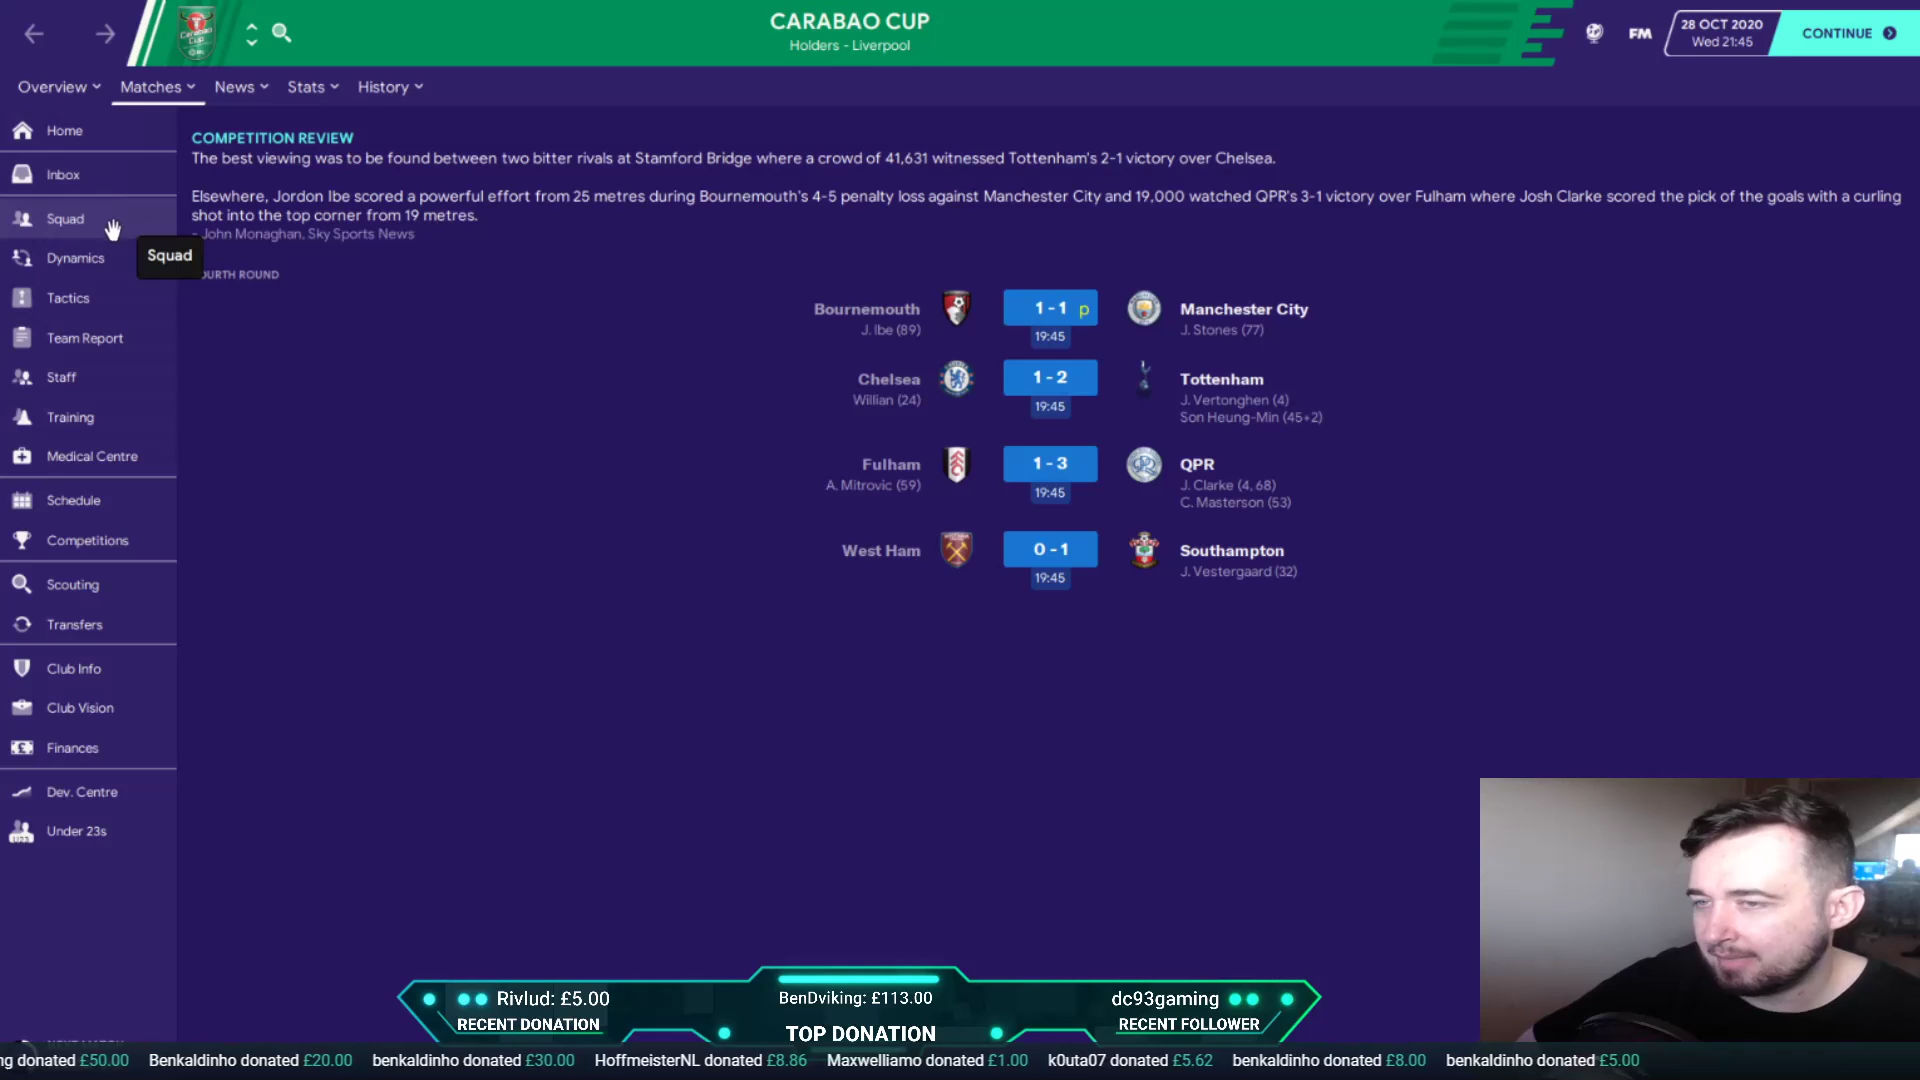 CARABAO CUP
Holders - Liverpool
FM
28 OCT 2020
Wed 21:45
CONTINUE
Overview
Matches
News
Stats
History
Home
Inbox
Squad
Squad
Dynamics
Tactics
Team Report
Staff
Training
Medical Centre
Schedule
Competitions
Scouting
Transfers
Club Info
Club Vision
Finances
Dev. Centre
Under 23s
COMPETITION REVIEW
The best viewing was to be found between two bitter rivals at Stamford Bridge where a crowd of 41,631 witnessed Tottenham's 2-1 victory over Chelsea.
Elsewhere, Jordon Ibe scored a powerful effort from 25 metres during Bournemouth's 4-5 penalty loss against Manchester City and 19,000 watched QPR's 3-1 victory over Fulham where Josh Clarke scored the pick of the goals with a curling
shot into the top corner from 19 metres.
- John Monaghan, Sky Sports News
OURTH ROUND
Bournemouth 1 - 1 p Manchester City
J. Ibe (89) 19:45 J. Stones (77)
Chelsea 1 - 2 Tottenham
Willian (24) 19:45 J. Vertonghen (4)
Son Heung-Min (45+2)
Fulham 1 - 3 QPR
A. Mitrovic (59) 19:45 J. Clarke (4, 68)
C. Masterson (53)
West Ham 0 - 1 Southampton
19:45 J. Vestergaard (32)
Rivlud: £5.00
RECENT DONATION
BenDviking: £113.00
TOP DONATION
dc93gaming
RECENT FOLLOWER
ng donated £50.00 Benkaldinho donated £20.00 benkaldinho donated £30.00 HoffmeisterNL donated £8.86 Maxwelliamo donated £1.00 k0uta07 donated £5.62 benkaldinho donated £8.00 benkaldinho donated £5.00